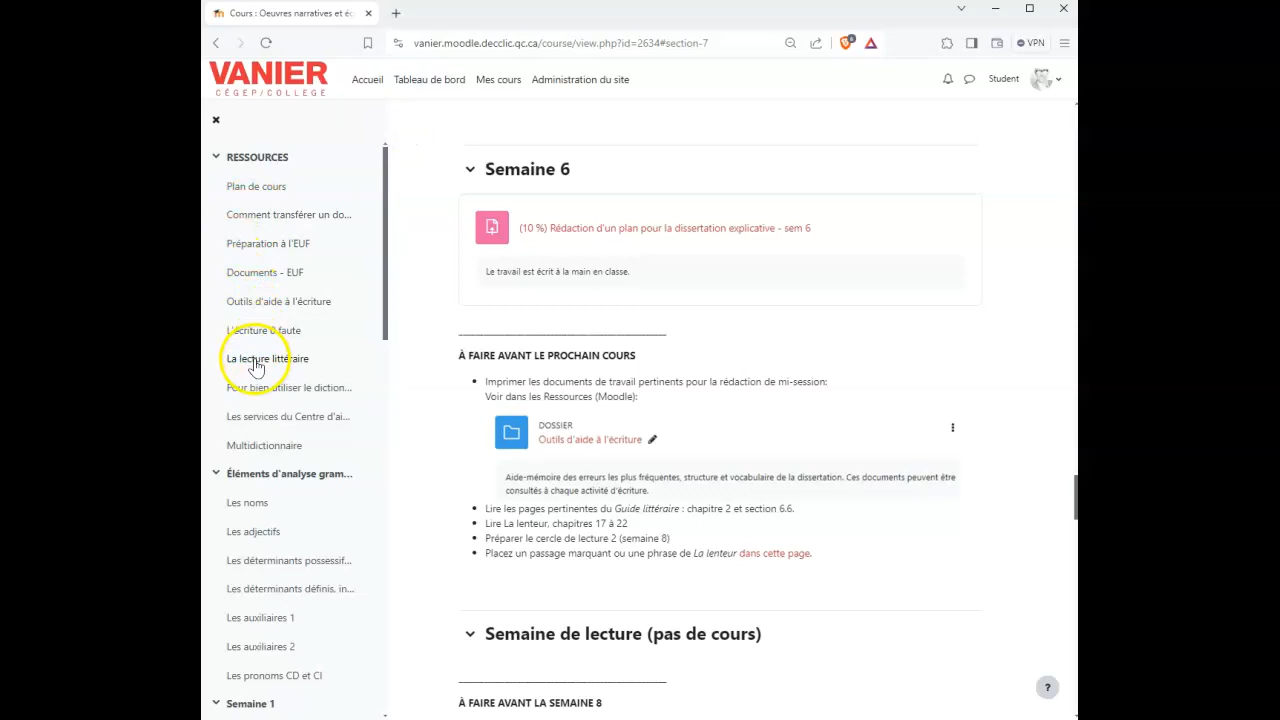 Cours : Oeuvres narratives et éc
vanier.moodle.decclic.qc.ca/course/view.php?id=2634#section-7
VPN
VANIER
CÉGEP/COLLEGE
Accueil
Tableau de bord
Mes cours
Administration du site
Student
RESSOURCES
Plan de cours
Comment transférer un do...
Préparation à l'EUF
Documents - EUF
Outils d'aide à l'écriture
L'écriture 0 faute
La lecture littéraire
Pour bien utiliser le diction...
Les services du Centre d'ai...
Multidictionnaire
Éléments d'analyse gram...
Les noms
Les adjectifs
Les déterminants possessif...
Les déterminants définis, in...
Les auxiliaires 1
Les auxiliaires 2
Les pronoms CD et CI
Semaine 1
Semaine 6
(10 %) Rédaction d'un plan pour la dissertation explicative - sem 6
Le travail est écrit à la main en classe.
À FAIRE AVANT LE PROCHAIN COURS
Imprimer les documents de travail pertinents pour la rédaction de mi-session:
Voir dans les Ressources (Moodle):
DOSSIER
Outils d'aide à l'écriture
Aide-mémoire des erreurs les plus fréquentes, structure et vocabulaire de la dissertation. Ces documents peuvent être
consultés à chaque activité d'écriture.
Lire les pages pertinentes du Guide littéraire : chapitre 2 et section 6.6.
Lire La lenteur, chapitres 17 à 22
Préparer le cercle de lecture 2 (semaine 8)
Placez un passage marquant ou une phrase de La lenteur dans cette page.
Semaine de lecture (pas de cours)
À FAIRE AVANT LA SEMAINE 8
?